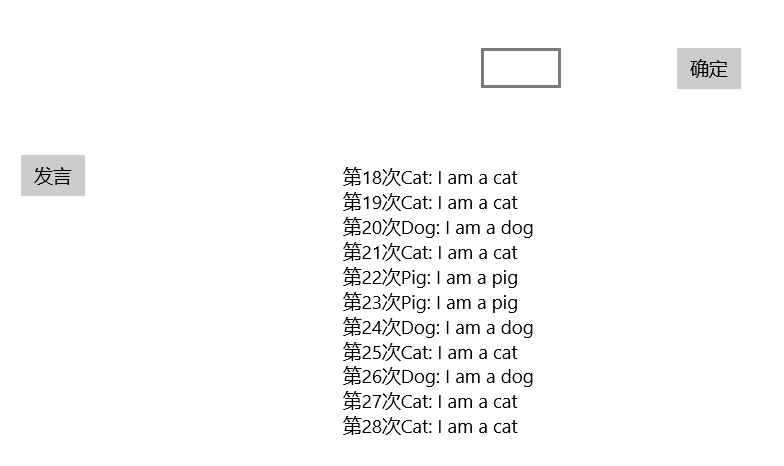 确定
发言
第18次Cat: I am a cat
第19次Cat: I am a cat
第20次Dog: I am a dog
第21次Cat: I am a cat
第22次Pig: I am a pig
第23次Pig: I am a pig
第24次Dog: I am a dog
第25次Cat: I am a cat
第26次Dog: I am a dog
第27次Cat: I am a cat
第28次Cat: I am a cat